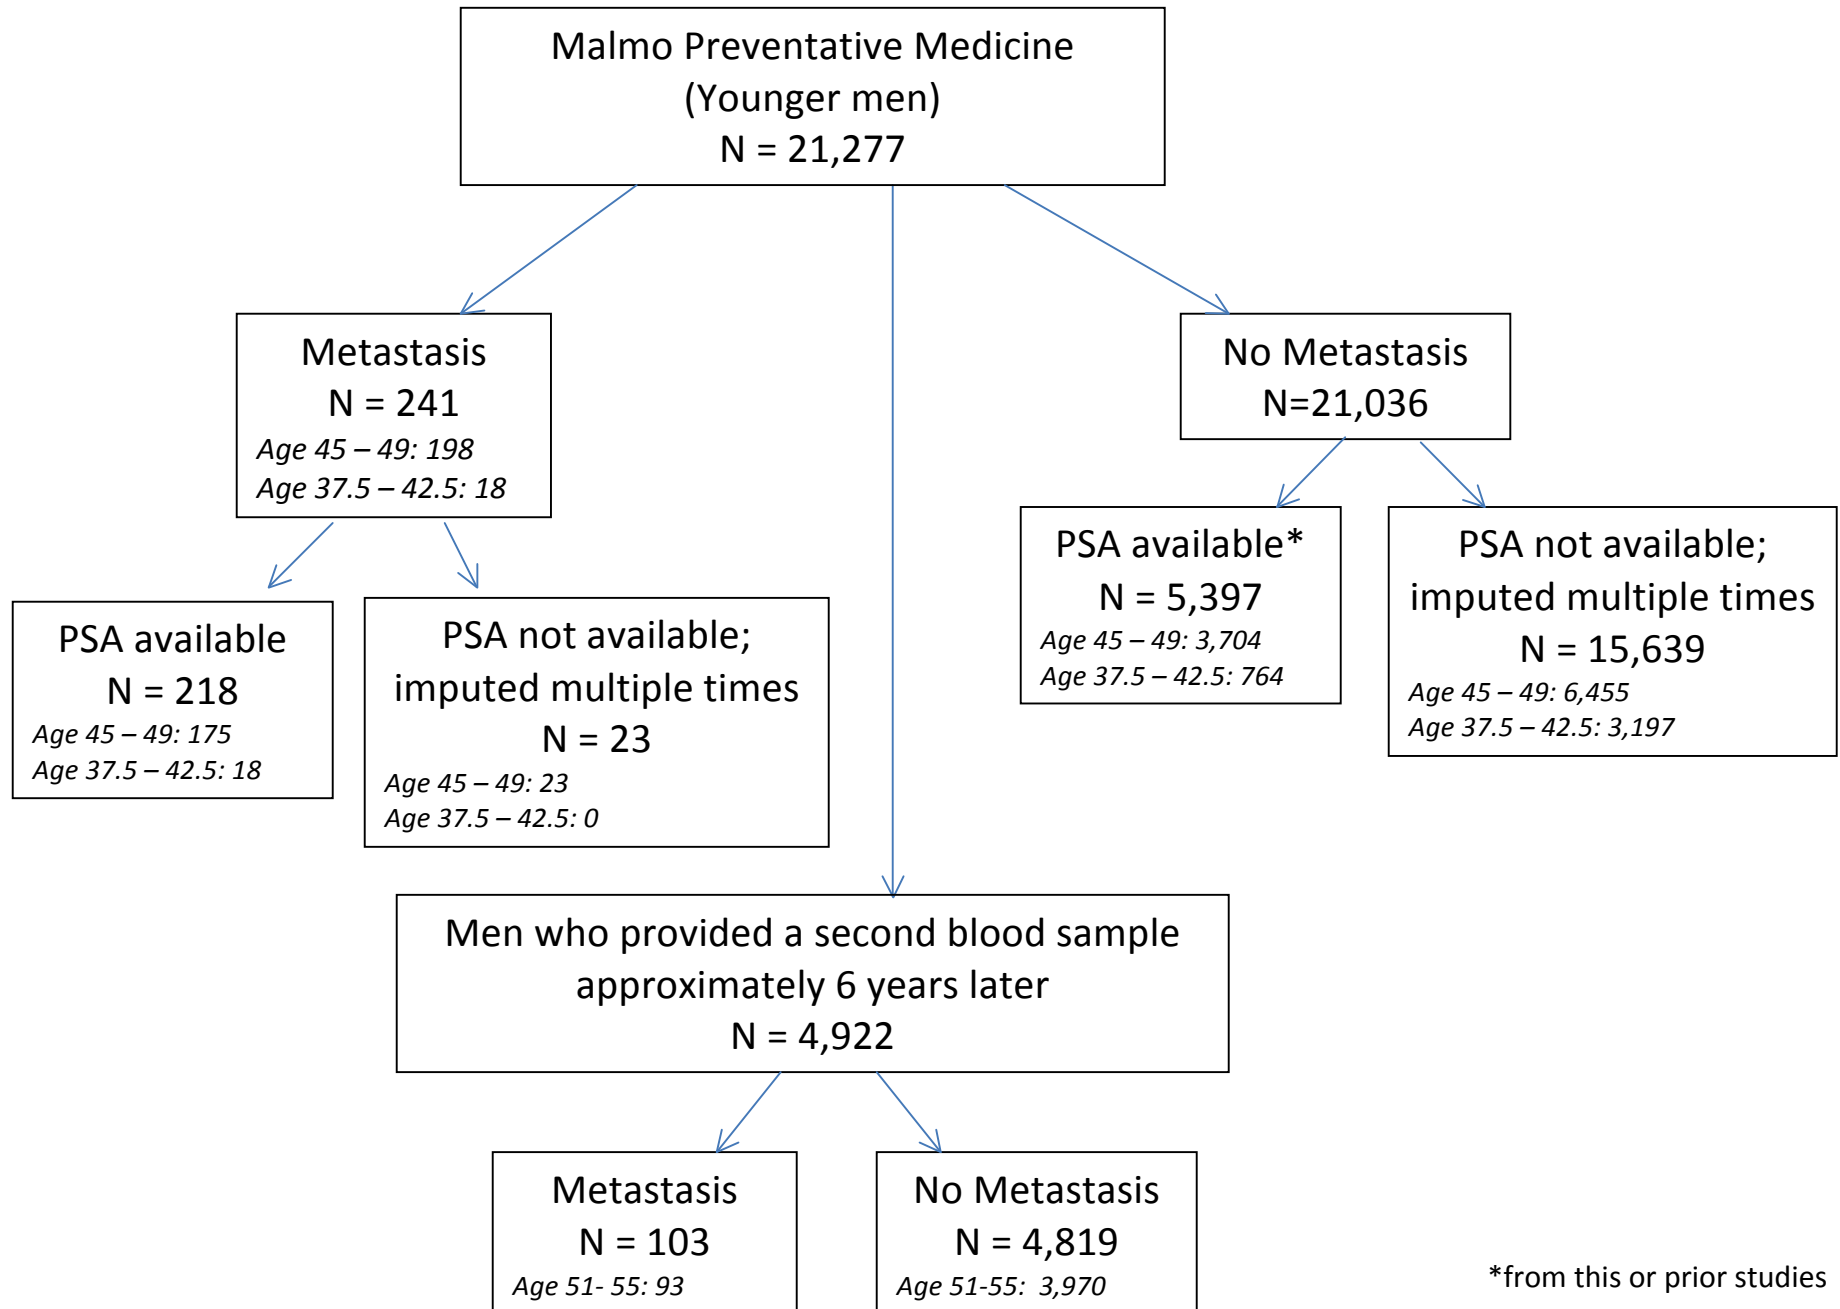 Malmo Preventative Medicine
(Younger men)
N = 21,277
Metastasis
N = 241
Age 45 – 49: 198
Age 37.5 – 42.5: 18
No Metastasis
N=21,036
PSA available
N = 218
Age 45 – 49: 175
Age 37.5 – 42.5: 18
PSA not available;
imputed multiple times
N = 23
Age 45 – 49: 23
Age 37.5 – 42.5: 0
PSA available*
N = 5,397
Age 45 – 49: 3,704
Age 37.5 – 42.5: 764
PSA not available;
imputed multiple times
N = 15,639
Age 45 – 49: 6,455
Age 37.5 – 42.5: 3,197
Men who provided a second blood sample
approximately 6 years later
N = 4,922
Metastasis
N = 103
Age 51- 55: 93
No Metastasis
N = 4,819
Age 51-55: 3,970
*from this or prior studies